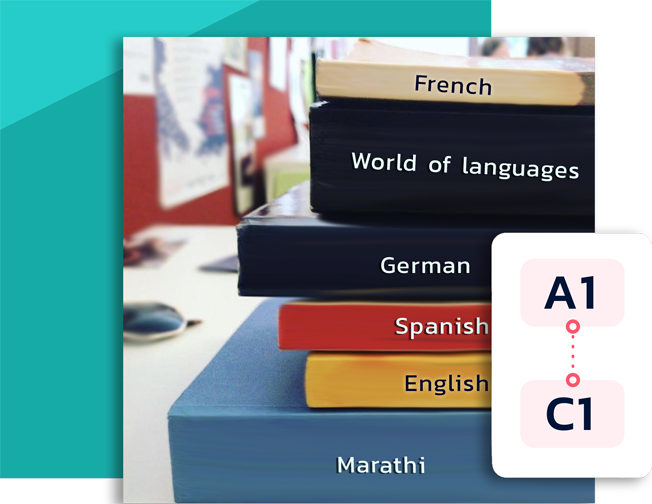 French
World of languages
German
Spanish
English
Marathi
A1
C1